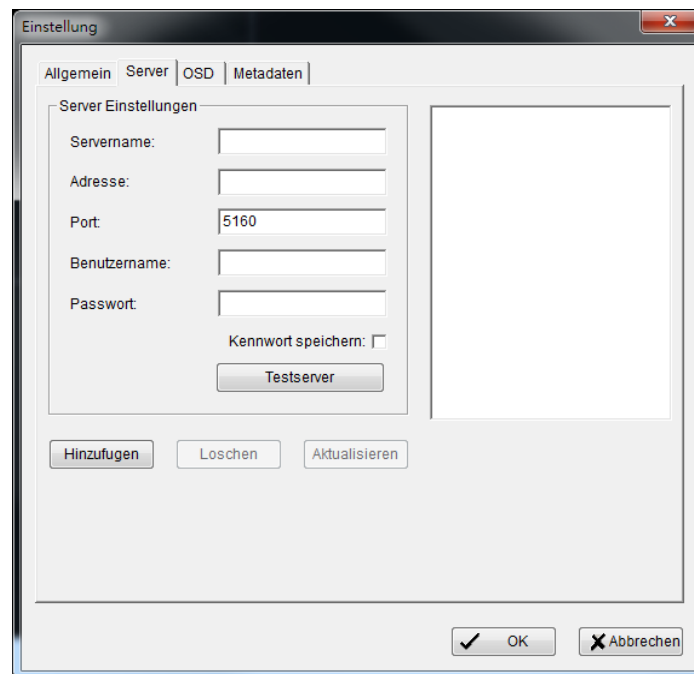 Einstellung
Allgemein Server OSD Metadaten
Server Einstellungen
Servername:
Adresse:
Port: 5160
Benutzername:
Passwort:
Kennwort speichern:
Testserver
Hinzufugen Loschen Aktualisieren
OK Abbrechen